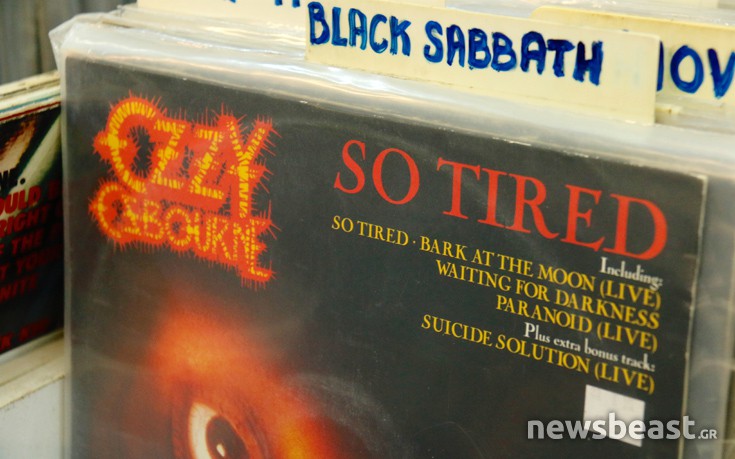 BLACK SABBATH
OZZY
OSBOURNE
SO TIRED
SO TIRED · BARK AT THE MOON (LIVE)
Including:
WAITING FOR DARKNESS
PARANOID (LIVE)
Plus extra bonus track:
SUICIDE SOLUTION (LIVE)
newsbeast.GR